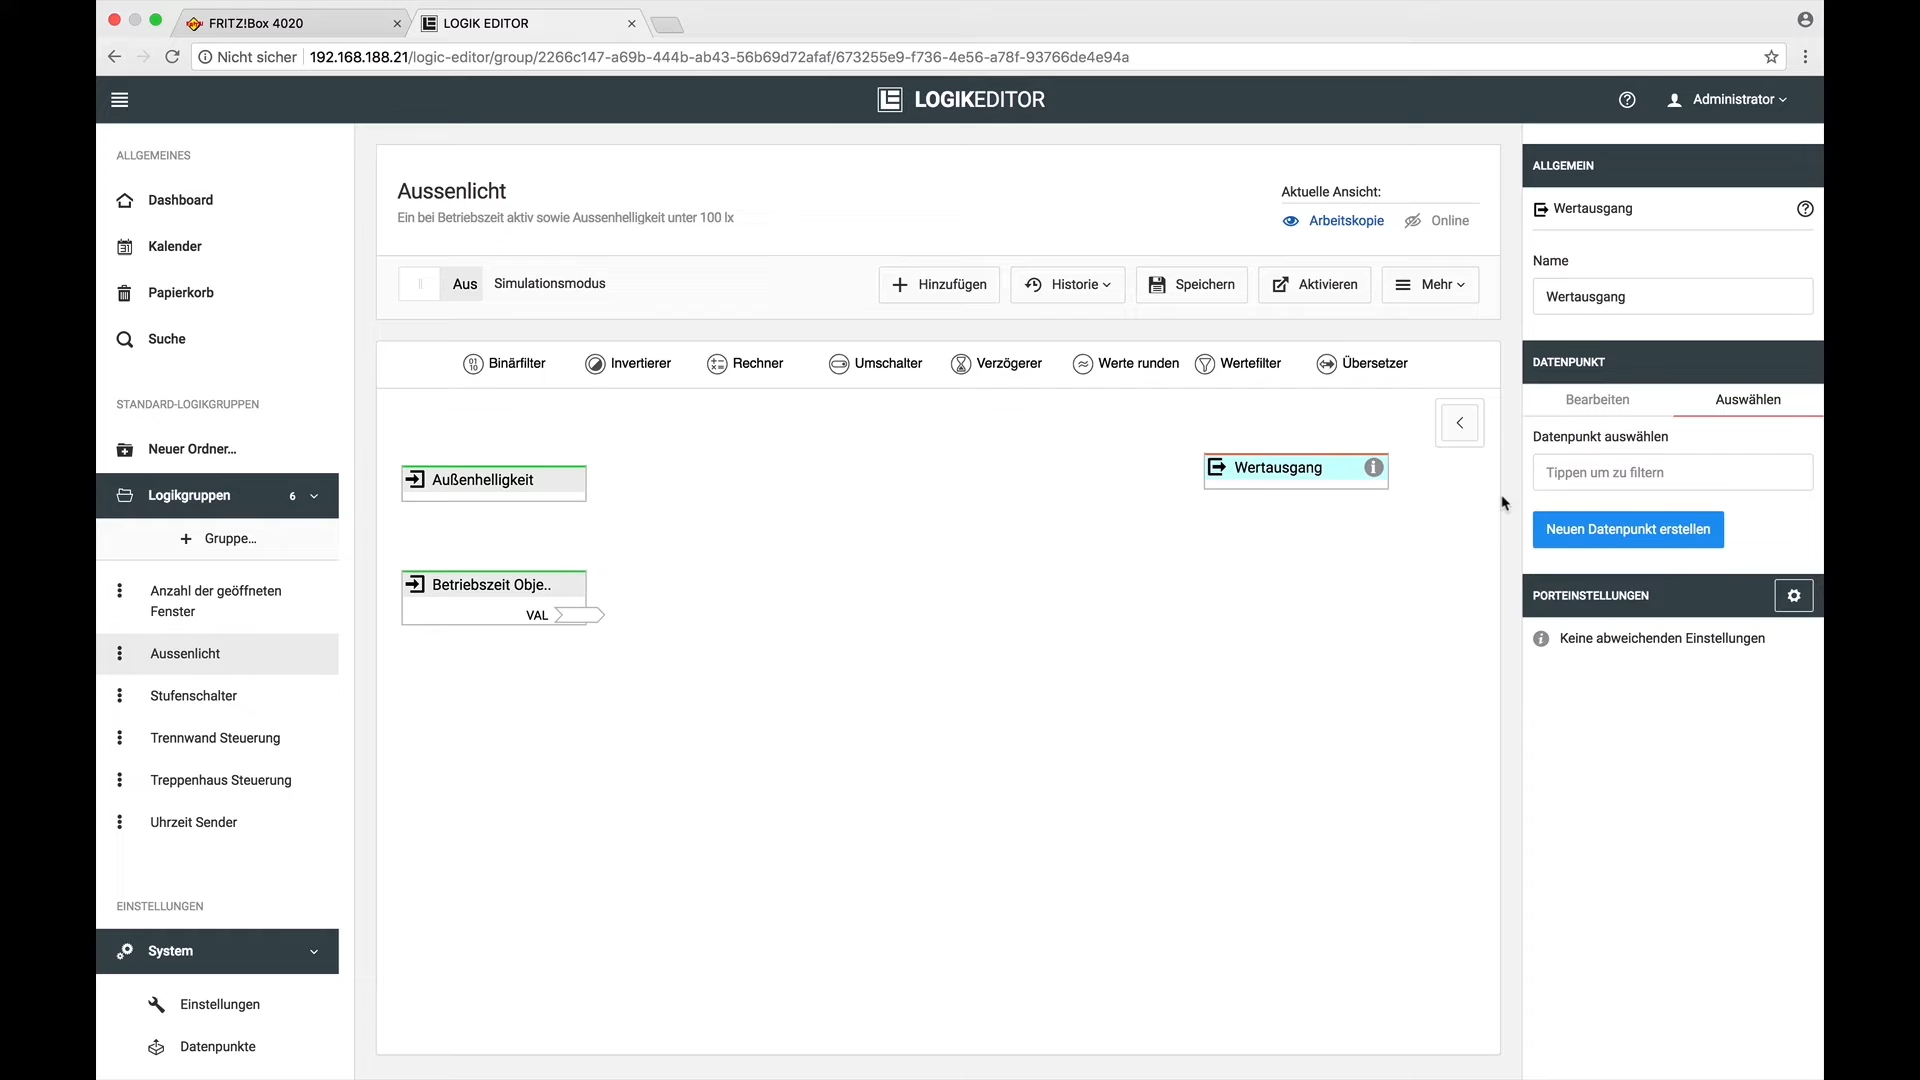 FRITZ!Box 4020
LOGIK EDITOR
Nicht sicher
192.168.188.21/logic-editor/group/2266c147-a69b-444b-ab43-56b69d72afaf/673255e9-f736-4e56-a78f-93766de4e94a
LOGIKEDITOR
Administrator
ALLGEMEINES
Dashboard
Kalender
Papierkorb
Suche
STANDARD-LOGIKGRUPPEN
Neuer Ordner...
Logikgruppen 6
+ Gruppe...
Anzahl der geöffneten
Fenster
Aussenlicht
Stufenschalter
Trennwand Steuerung
Treppenhaus Steuerung
Uhrzeit Sender
EINSTELLUNGEN
System
Einstellungen
Datenpunkte
Aussenlicht
Ein bei Betriebszeit aktiv sowie Aussenhelligkeit unter 100 lx
Aktuelle Ansicht:
Arbeitskopie
Online
Aus
Simulationsmodus
Hinzufügen
Historie
Speichern
Aktivieren
Mehr
Binärfilter
Invertierer
Rechner
Umschalter
Verzögerer
Werte runden
Wertefilter
Übersetzer
Außenhelligkeit
Wertausgang
Betriebszeit Obje..
VAL
ALLGEMEIN
Wertausgang
Name
Wertausgang
DATENPUNKT
Bearbeiten
Auswählen
Datenpunkt auswählen
Tippen um zu filtern
Neuen Datenpunkt erstellen
PORTEINSTELLUNGEN
Keine abweichenden Einstellungen